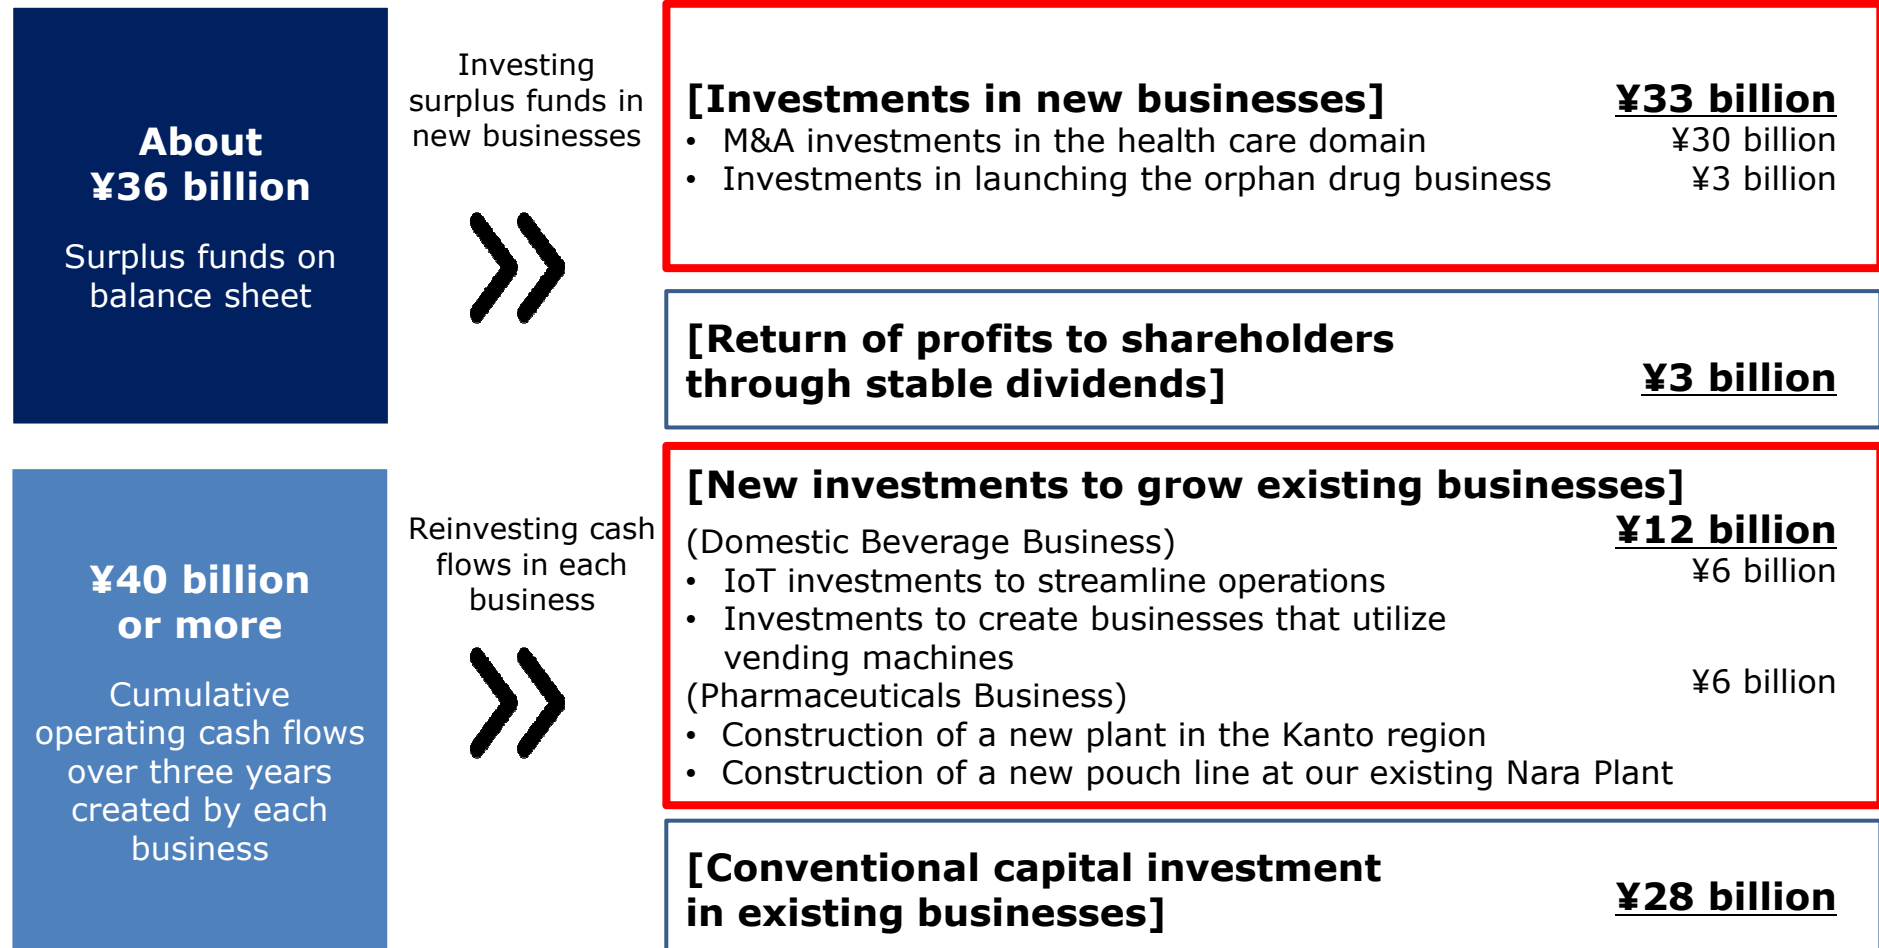 About
¥36 billion
Surplus funds on
balance sheet
Investing
surplus funds in
new businesses
[Investments in new businesses] ¥33 billion
• M&A investments in the health care domain ¥30 billion
• Investments in launching the orphan drug business ¥3 billion
[Return of profits to shareholders
through stable dividends] ¥3 billion
¥40 billion
or more
Cumulative
operating cash flows
over three years
created by each
business
Reinvesting cash
flows in each
business
[New investments to grow existing businesses]
¥12 billion
(Domestic Beverage Business)
¥6 billion
• IoT investments to streamline operations
• Investments to create businesses that utilize
vending machines
(Pharmaceuticals Business) ¥6 billion
• Construction of a new plant in the Kanto region
• Construction of a new pouch line at our existing Nara Plant
[Conventional capital investment
in existing businesses] ¥28 billion